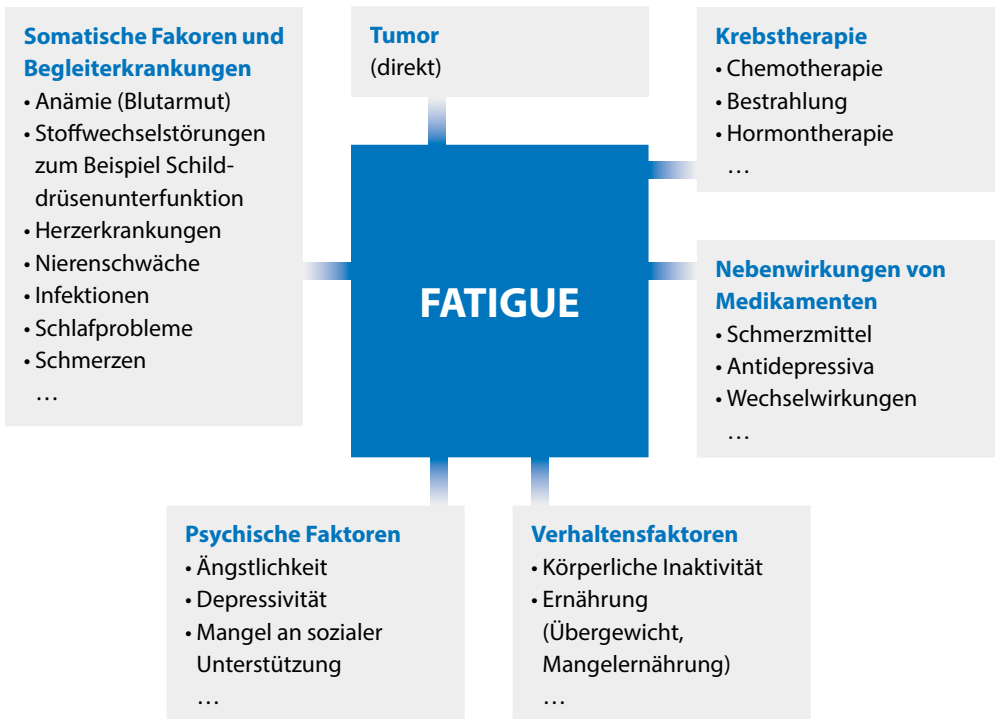 Somatische Fakoren und
Begleiterkrankungen
• Anämie (Blutarmut)
• Stoffwechselstörungen
zum Beispiel Schild-
drüsenunterfunktion
• Herzerkrankungen
• Nierenschwäche
• Infektionen
• Schlafprobleme
• Schmerzen
…
Tumor
(direkt)
Krebstherapie
• Chemotherapie
• Bestrahlung
• Hormontherapie
…
FATIGUE
Nebenwirkungen von
Medikamenten
• Schmerzmittel
• Antidepressiva
• Wechselwirkungen
…
Psychische Faktoren
• Ängstlichkeit
• Depressivität
• Mangel an sozialer
Unterstützung
…
Verhaltensfaktoren
• Körperliche Inaktivität
• Ernährung
(Übergewicht,
Mangelernährung)
…